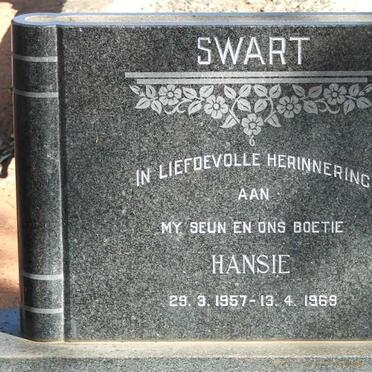 SWART
IN LIEFDEVOLLE HERINNERING
AAN
MY SEUN EN ONS BOETIE
HANSIE
29. 3. 1957 - 13. 4. 1969